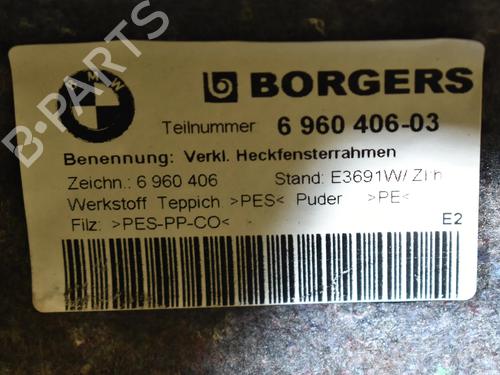 B-PARTS
BMW
BORGERS
Teilnummer 6 960 406-03
Benennung: Verkl. Heckfensterrahmen
Zeichn.: 6 960 406 Stand: E3691W/
Werkstoff Teppich >PES< Puder >PE<
Filz: >PES-PP-CO<
E2